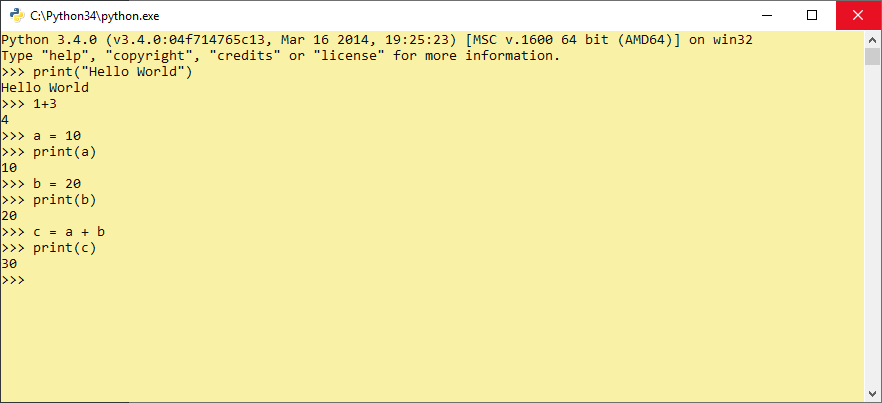 C:\Python34\python.exe
Python 3.4.0 (v3.4.0:04f714765c13, Mar 16 2014, 19:25:23) [MSC v.1600 64 bit (AMD64)] on win32
Type "help", "copyright", "credits" or "license" for more information.
>>> print("Hello World")
Hello World
>>> 1+3
4
>>> a = 10
>>> print(a)
10
>>> b = 20
>>> print(b)
20
>>> c = a + b
>>> print(c)
30
>>>